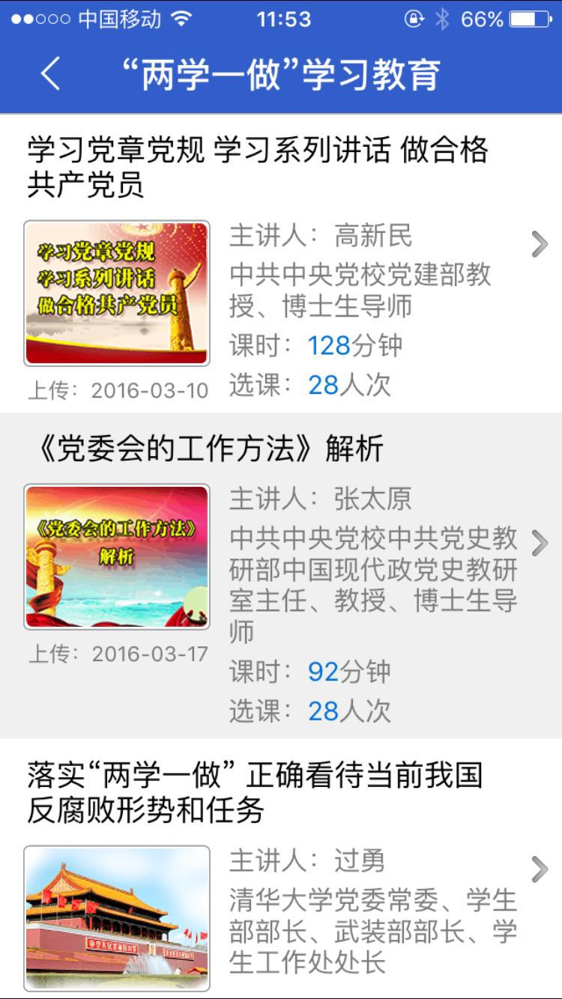 中国移动 11:53 66%
“两学一做”学习教育
学习党章党规 学习系列讲话 做合格
共产党员
学习党章党规
学习系列讲话
做合格共产党员
上传：2016-03-10
主讲人：高新民
中共中央党校党建部教
授、博士生导师
课时：128分钟
选课：28人次
《党委会的工作方法》解析
《党委会的工作方法》
解析
上传：2016-03-17
主讲人：张太原
中共中央党校中共党史教
研部中国现代政党史教研
室主任、教授、博士生导
师
课时：92分钟
选课：28人次
落实“两学一做” 正确看待当前我国
反腐败形势和任务
主讲人：过勇
清华大学党委常委、学生
部部长、武装部部长、学
生工作处处长